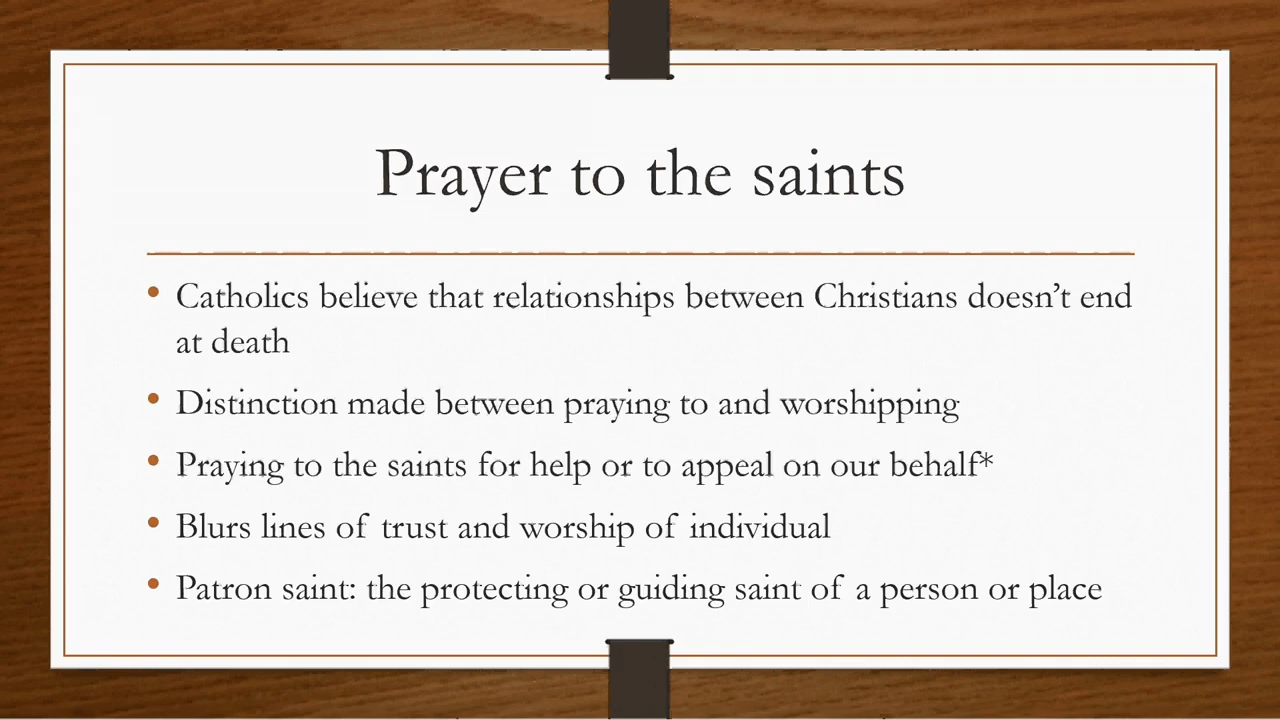 Prayer to the saints
• Catholics believe that relationships between Christians doesn’t end
at death
• Distinction made between praying to and worshipping
• Praying to the saints for help or to appeal on our behalf*
• Blurs lines of trust and worship of individual
• Patron saint: the protecting or guiding saint of a person or place